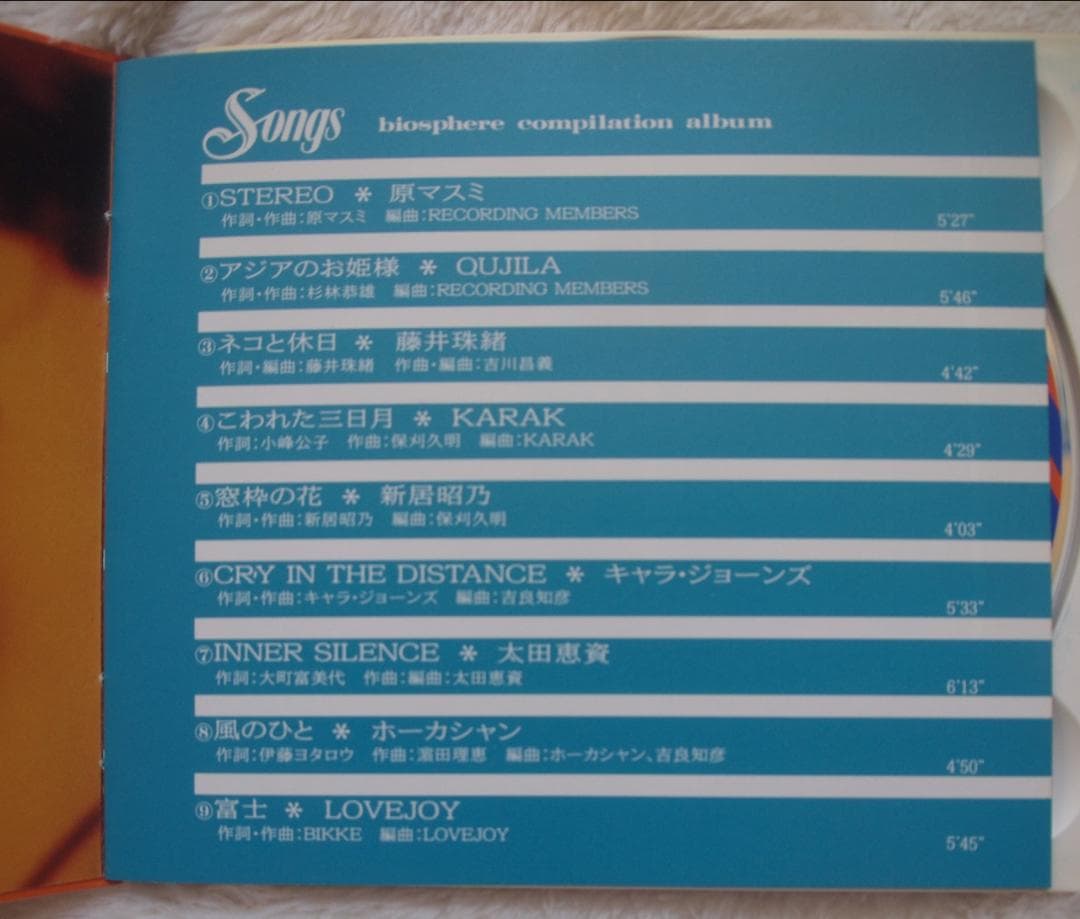 Songs biosphere compilation album
①STEREO * 原マスミ
作詞・作曲:原マスミ 編曲:RECORDING MEMBERS 5'27"
②アジアのお姫様 * QUJILA
作詞・作曲:杉林恭雄 編曲:RECORDING MEMBERS 5'46"
③ネコと休日 * 藤井珠緒
作詞・編曲:藤井珠緒 作曲・編曲:吉川昌義 4'42"
④こわれた三日月 * KARAK
作詞:小峰公子 作曲:保刈久明 編曲:KARAK 4'29"
⑤窓枠の花 * 新居昭乃
作詞・作曲:新居昭乃 編曲:保刈久明 4'03"
⑥CRY IN THE DISTANCE * キャラ・ジョーンズ
作詞・作曲:キャラ・ジョーンズ 編曲:吉良知彦 5'33"
⑦INNER SILENCE * 太田恵資
作詞:大町富美代 作曲:編曲:太田恵資 6'13"
⑧風のひと * ホーカシャン
作詞:伊藤ヨタロウ 作曲:濱田理恵 編曲:ホーカシャン、吉良知彦 4'50"
⑨富士 * LOVEJOY
作詞・作曲:BIKKE 編曲:LOVEJOY 5'45"